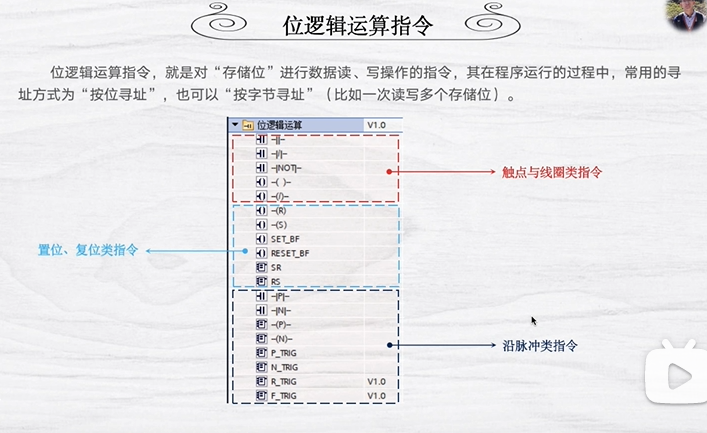 位逻辑运算指令
位逻辑运算指令，就是对“存储位”进行数据读、写操作的指令，其在程序运行的过程中，常用的寻
址方式为“按位寻址”，也可以“按字节寻址”（比如一次读写多个存储位）。
位逻辑运算 V1.0
-| |-
-|/|-
-|NOT|-
-( )-
-(/)-
-(R)
-(S)
SET_BF
RESET_BF
SR
RS
-|P|-
-|N|-
-(P)-
-(N)-
P_TRIG
N_TRIG
R_TRIG V1.0
F_TRIG V1.0
触点与线圈类指令
置位、复位类指令
沿脉冲类指令